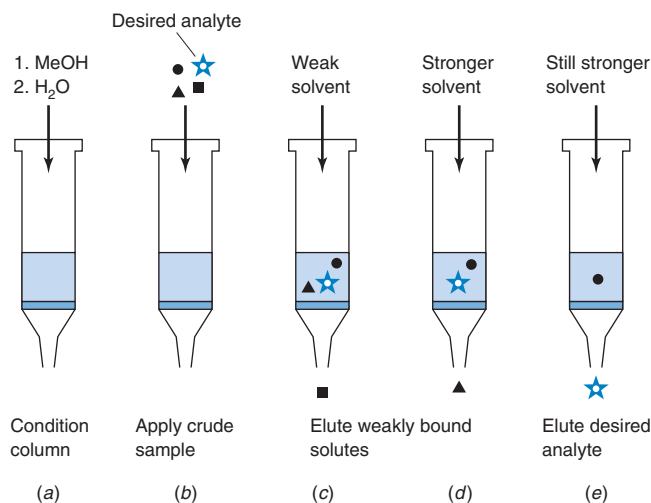 Desired analyte
1. MeOH
2. H₂O
Weak
solvent
Stronger
solvent
Still stronger
solvent
Condition
column
Apply crude
sample
Elute weakly bound
solutes
Elute desired
analyte
(a)
(b)
(c)
(d)
(e)